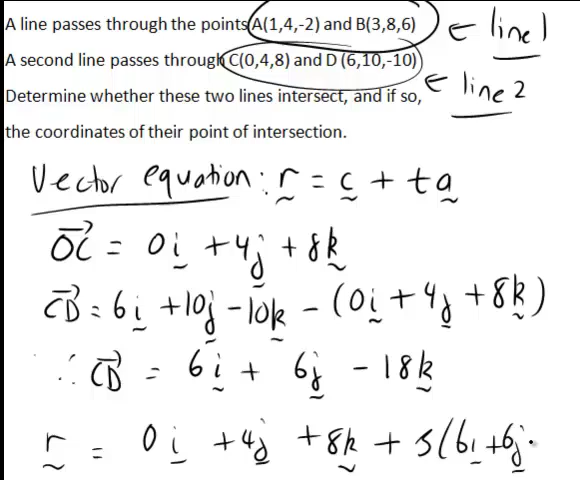 A line passes through the points A(1,4,-2) and B(3,8,6) ∈ line 1
A second line passes through C(0,4,8) and D (6,10,-10) ∈ line 2
Determine whether these two lines intersect, and if so,
the coordinates of their point of intersection.
Vector equation: r = c + ta
OC = 0i + 4j + 8k
CD = 6i + 10j - 10k - (0i + 4j + 8k)
∴ CD = 6i + 6j - 18k
r = 0i + 4j + 8k + s(6i + 6j